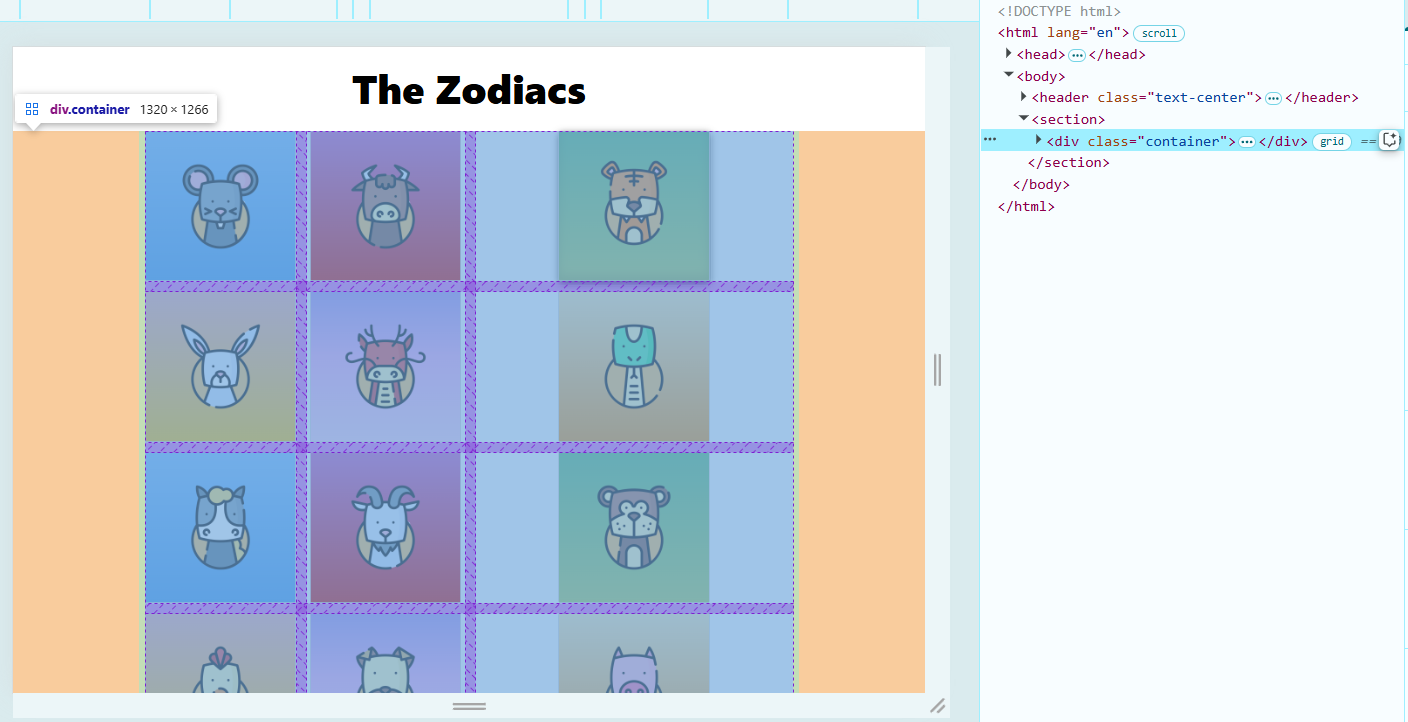 The Zodiacs
div.container 1320 × 1266
<!DOCTYPE html>
<html lang="en"> scroll
<head> ⋯ </head>
<body>
<header class="text-center"> ⋯ </header>
<section>
⋯ <div class="container"> ⋯ </div> grid ==
</section>
</body>
</html>